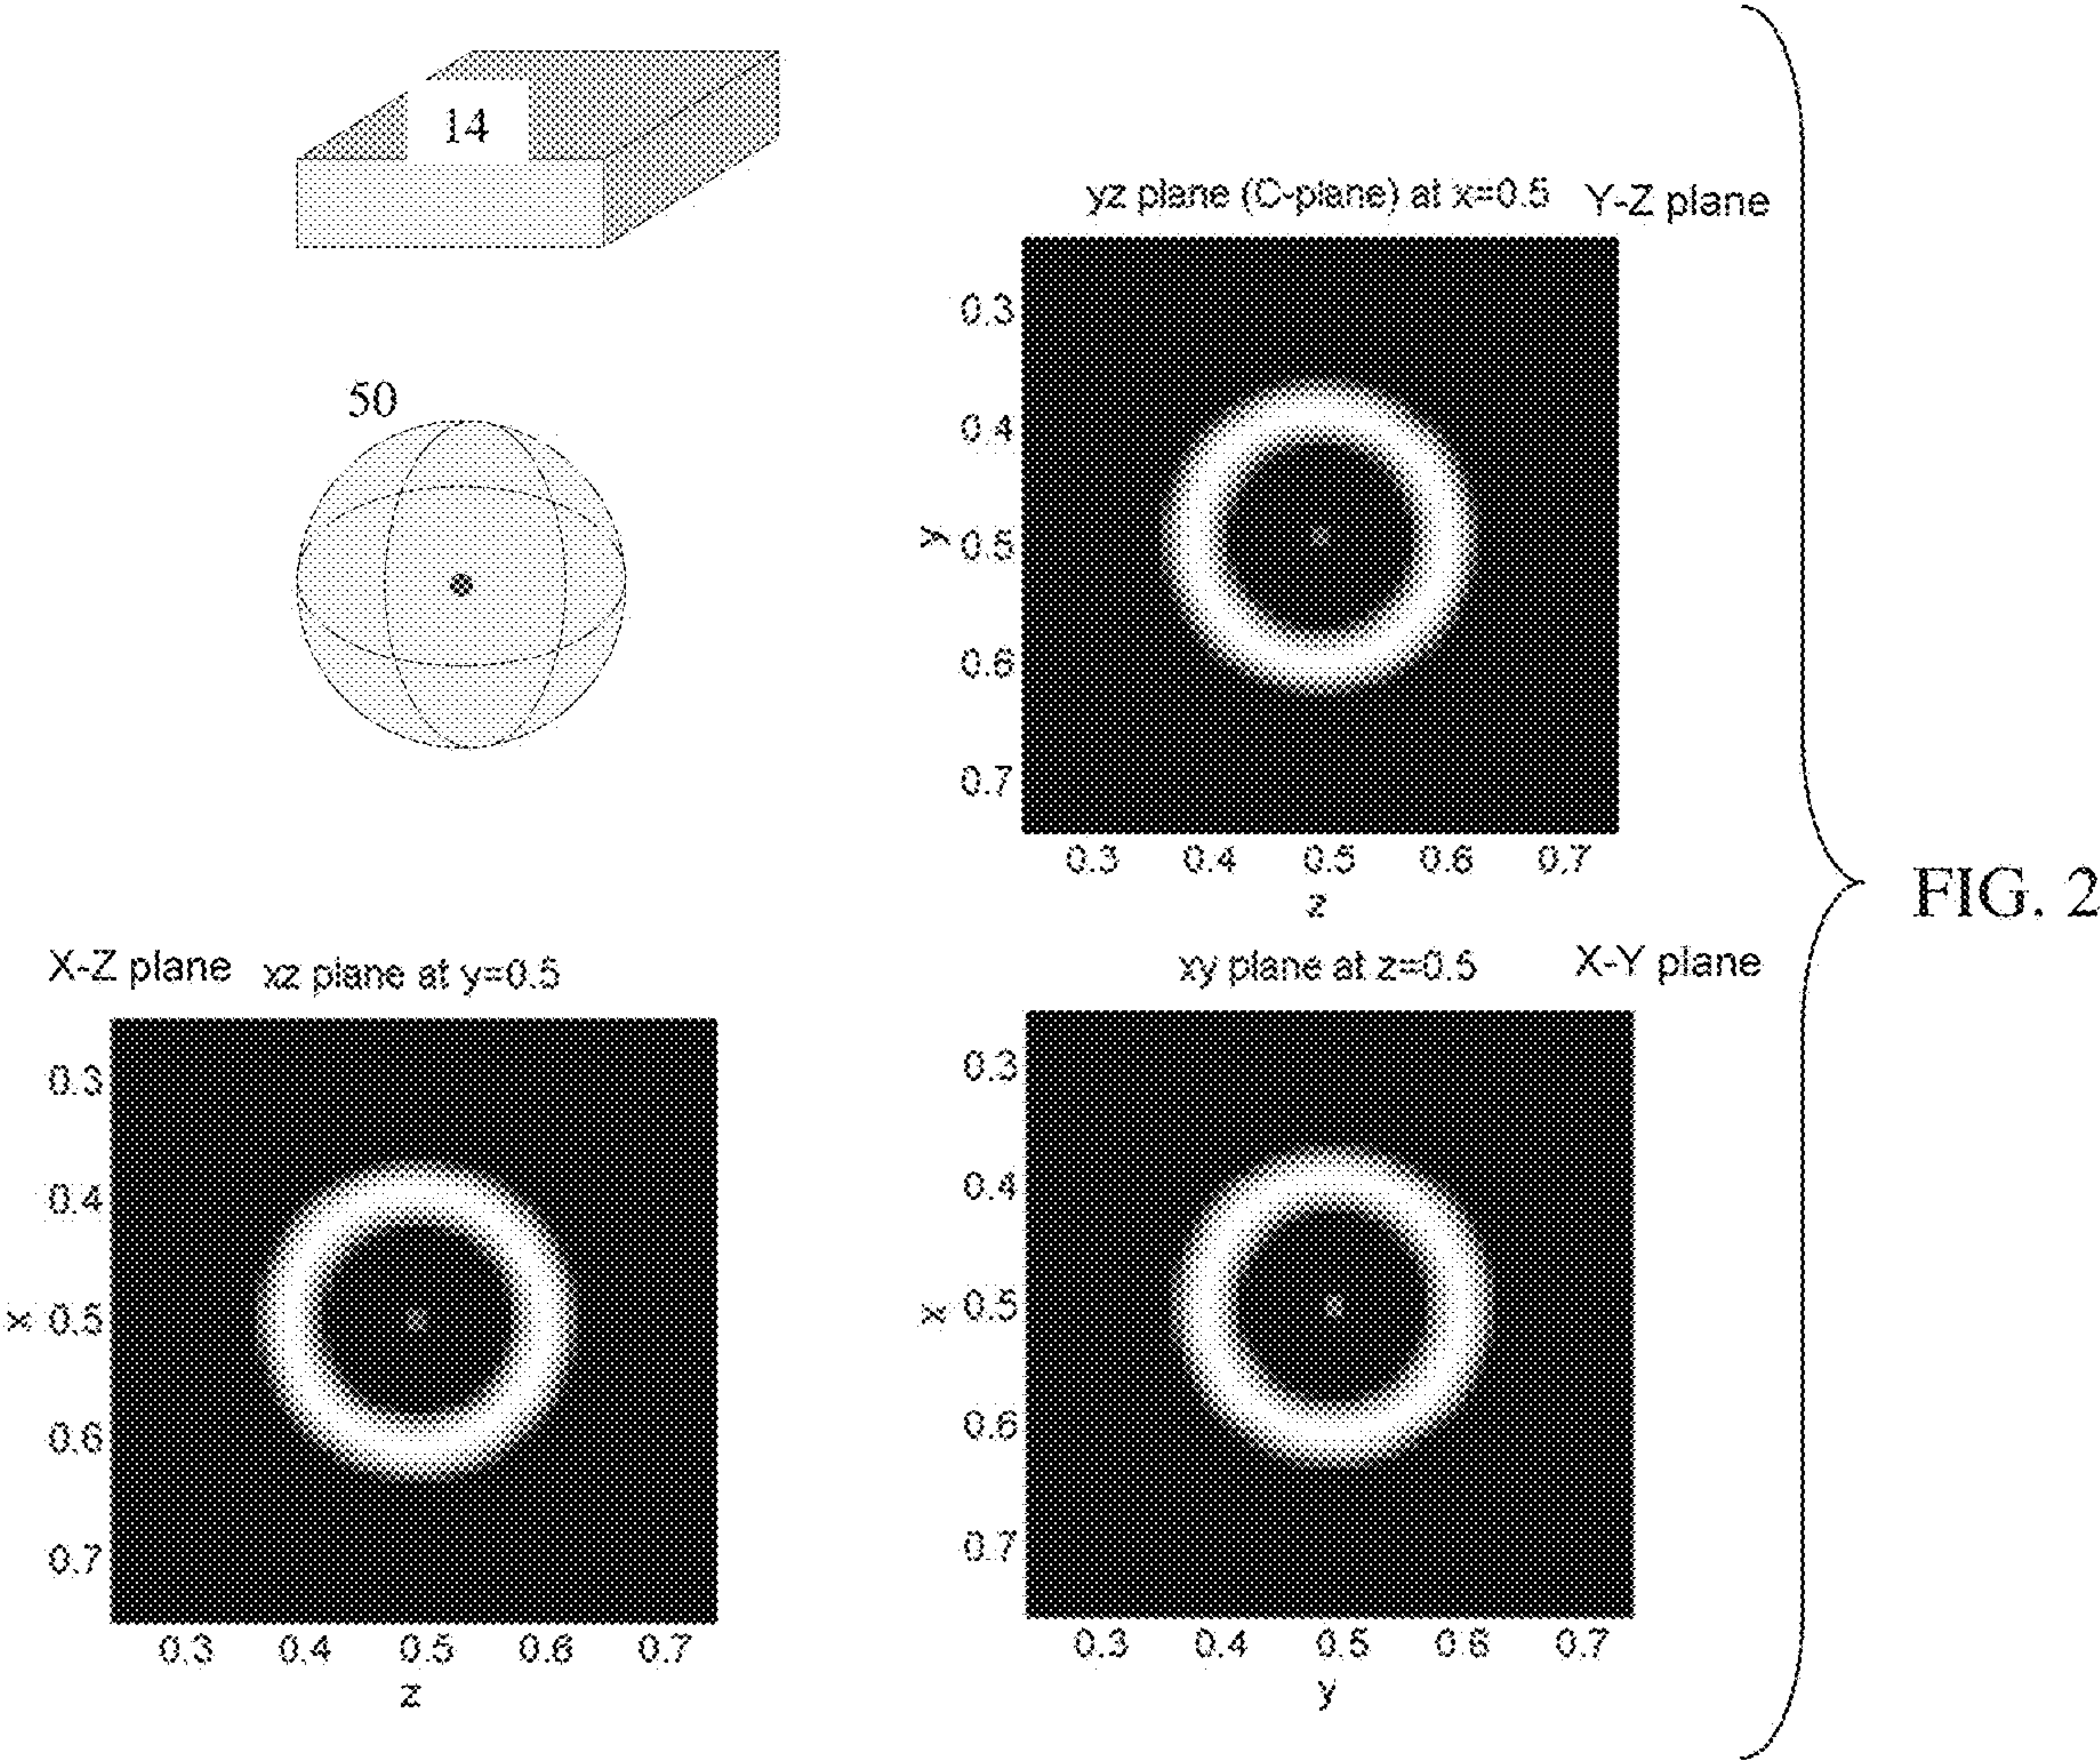 14
50
yz plane (C-plane) at x=0.5 Y-Z plane
0.3
0.4
y 0.5
0.6
0.7
0.3 0.4 0.5 0.6 0.7
z
FIG. 2
X-Z plane xz plane at y=0.5
0.3
0.4
x 0.5
0.6
0.7
0.3 0.4 0.5 0.6 0.7
z
xy plane at z=0.5 X-Y plane
0.3
0.4
x 0.5
0.6
0.7
0.3 0.4 0.5 0.6 0.7
y